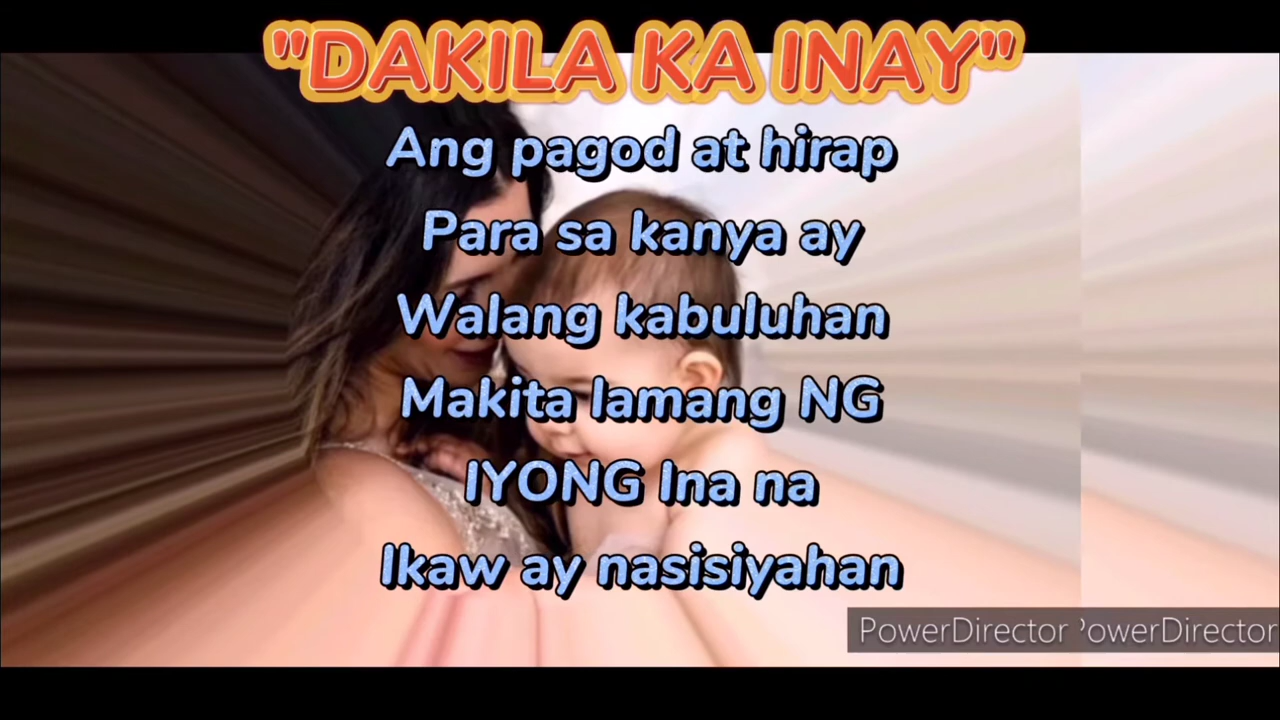 "DAKILA KA INAY"
Ang pagod at hirap
Para sa kanya ay
Walang kabuluhan
Makita lamang NG
IYONG Ina na
Ikaw ay nasisiyahan
PowerDirector PowerDirector